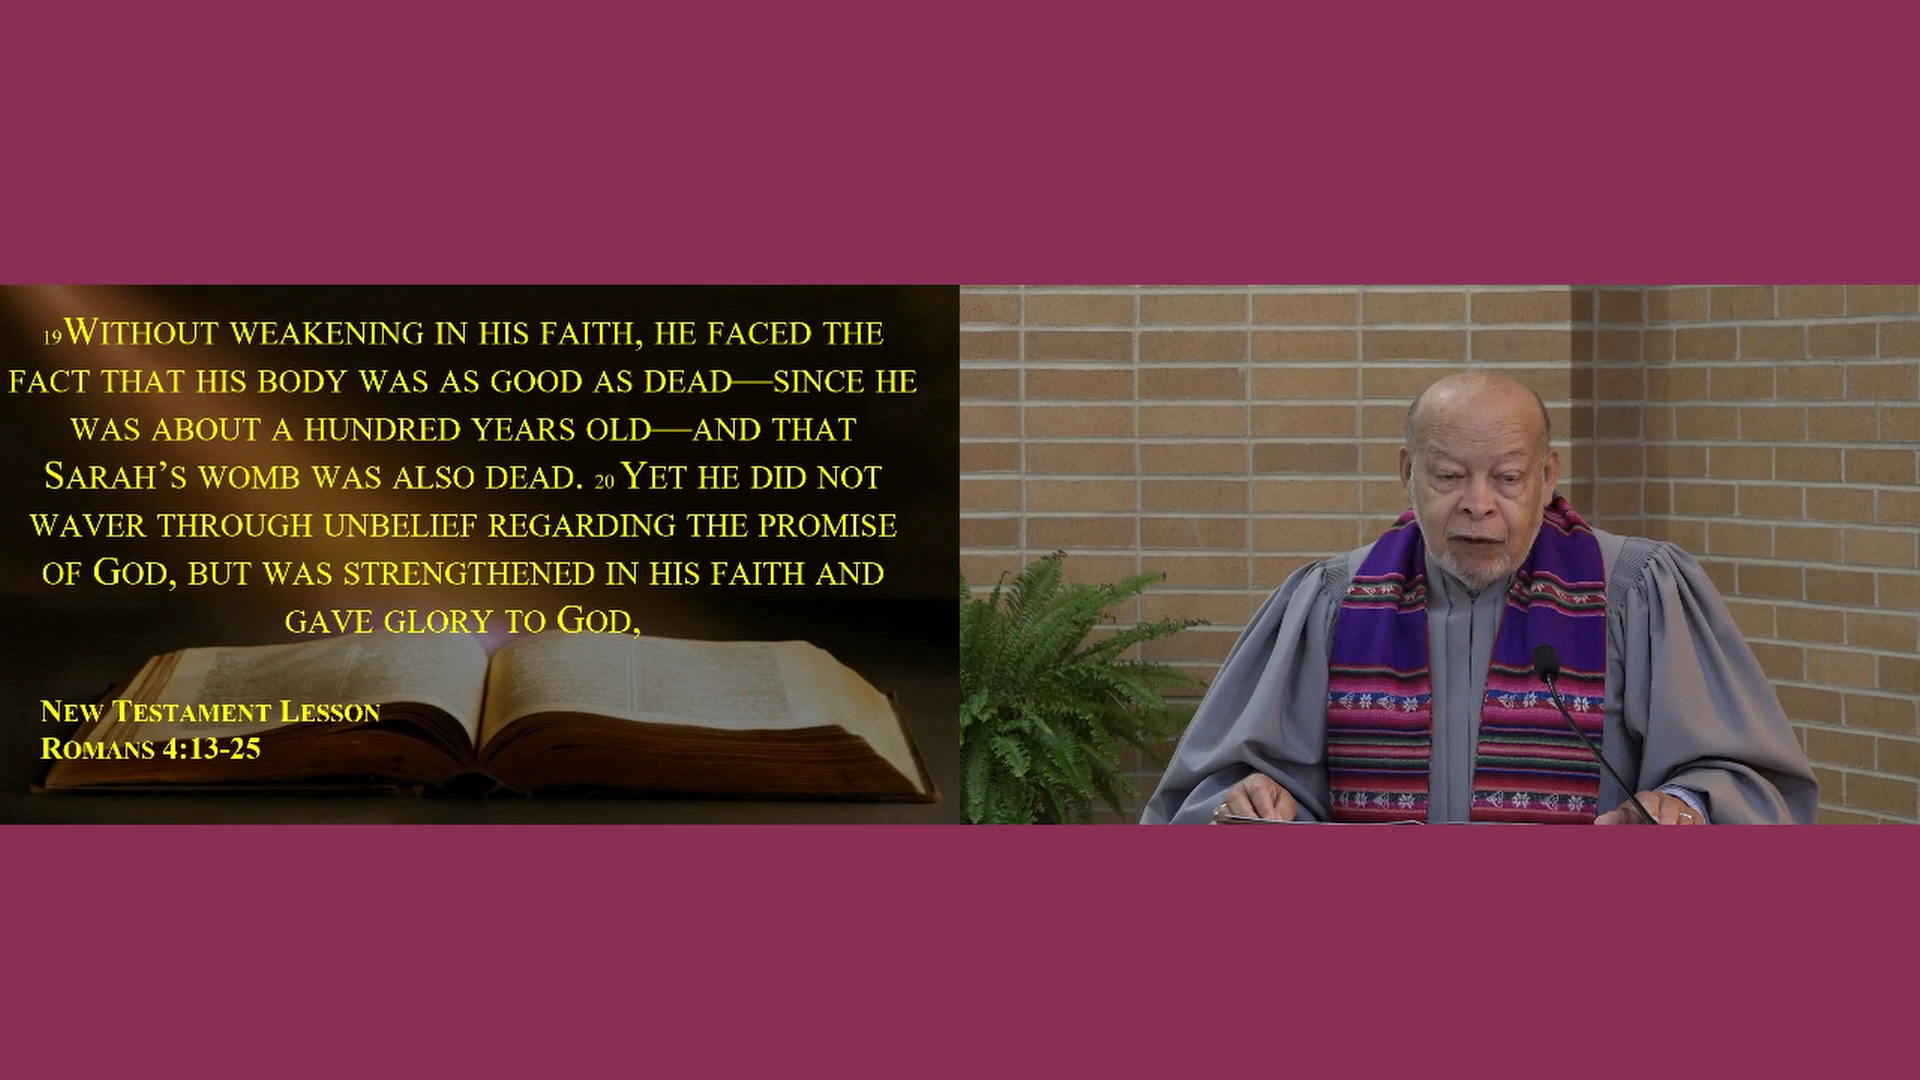 19Without weakening in his faith, he faced the
fact that his body was as good as dead—since he
was about a hundred years old—and that
Sarah’s womb was also dead. 20 Yet he did not
waver through unbelief regarding the promise
of God, but was strengthened in his faith and
gave glory to God,
New Testament Lesson
Romans 4:13-25